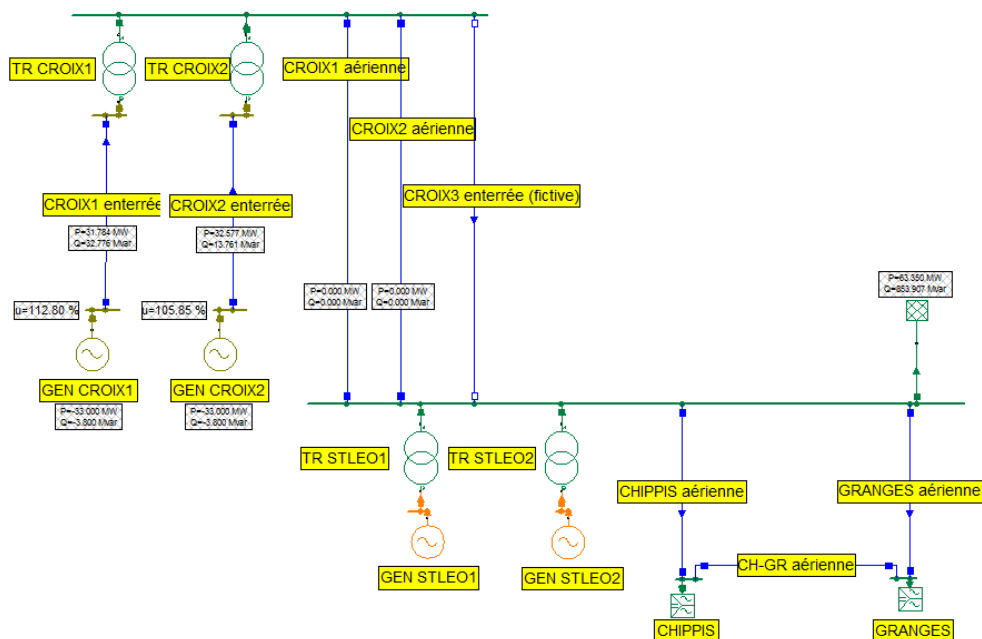 TR CROIX1
TR CROIX2
CROIX1 aérienne
CROIX2 aérienne
CROIX3 enterrée (fictive)
CROIX1 enterrée
CROIX2 enterrée
P=31.784 MW
Q=32.776 Mvar
P=32.577 MW
Q=13.761 Mvar
P=0.000 MW
Q=0.000 Mvar
P=0.000 MW
Q=0.000 Mvar
P=63.350 MW
Q=853.907 Mvar
u=112.80 %
u=105.85 %
GEN CROIX1
GEN CROIX2
P=-33.000 MW
Q=-3.800 Mvar
P=-33.000 MW
Q=-3.800 Mvar
TR STLEO1
TR STLEO2
CHIPPIS aérienne
GRANGES aérienne
GEN STLEO1
GEN STLEO2
CH-GR aérienne
CHIPPIS
GRANGES